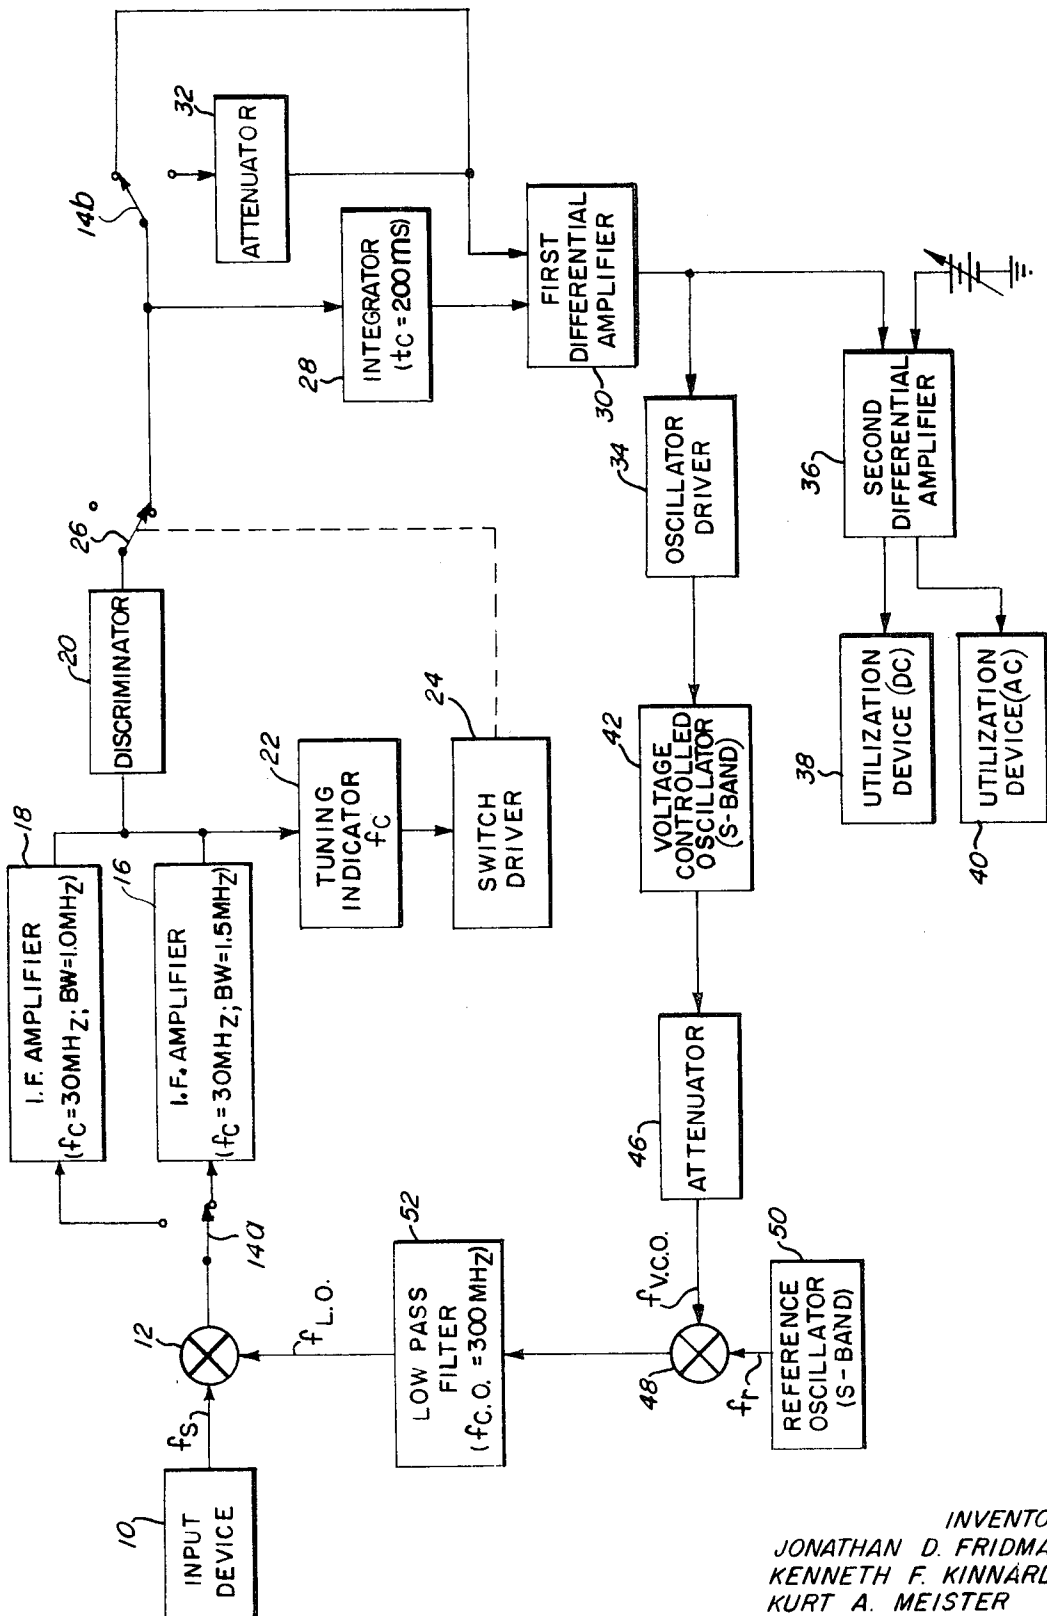 10
INPUT
DEVICE
fS
12
14a
I.F. AMPLIFIER
(fC=30MHZ; BW=1.0MHZ)
18
I.F. AMPLIFIER
(fC=30MHZ; BW=1.5MHZ)
16
20
DISCRIMINATOR
26
14b
32
ATTENUATOR
22
TUNING
INDICATOR
fC
24
SWITCH
DRIVER
28
INTEGRATOR
(tC=200ms)
30
FIRST
DIFFERENTIAL
AMPLIFIER
34
OSCILLATOR
DRIVER
36
SECOND
DIFFERENTIAL
AMPLIFIER
38
UTILIZATION
DEVICE (DC)
40
UTILIZATION
DEVICE(AC)
42
VOLTAGE
CONTROLLED
OSCILLATOR
(S-BAND)
46
ATTENUATOR
fV.C.O.
48
fr
50
REFERENCE
OSCILLATOR
(S-BAND)
52
LOW PASS
FILTER
(fC.O.=300MHZ)
fL.O.
INVENTO
JONATHAN D. FRIDMA
KENNETH F. KINNARD
KURT A. MEISTER